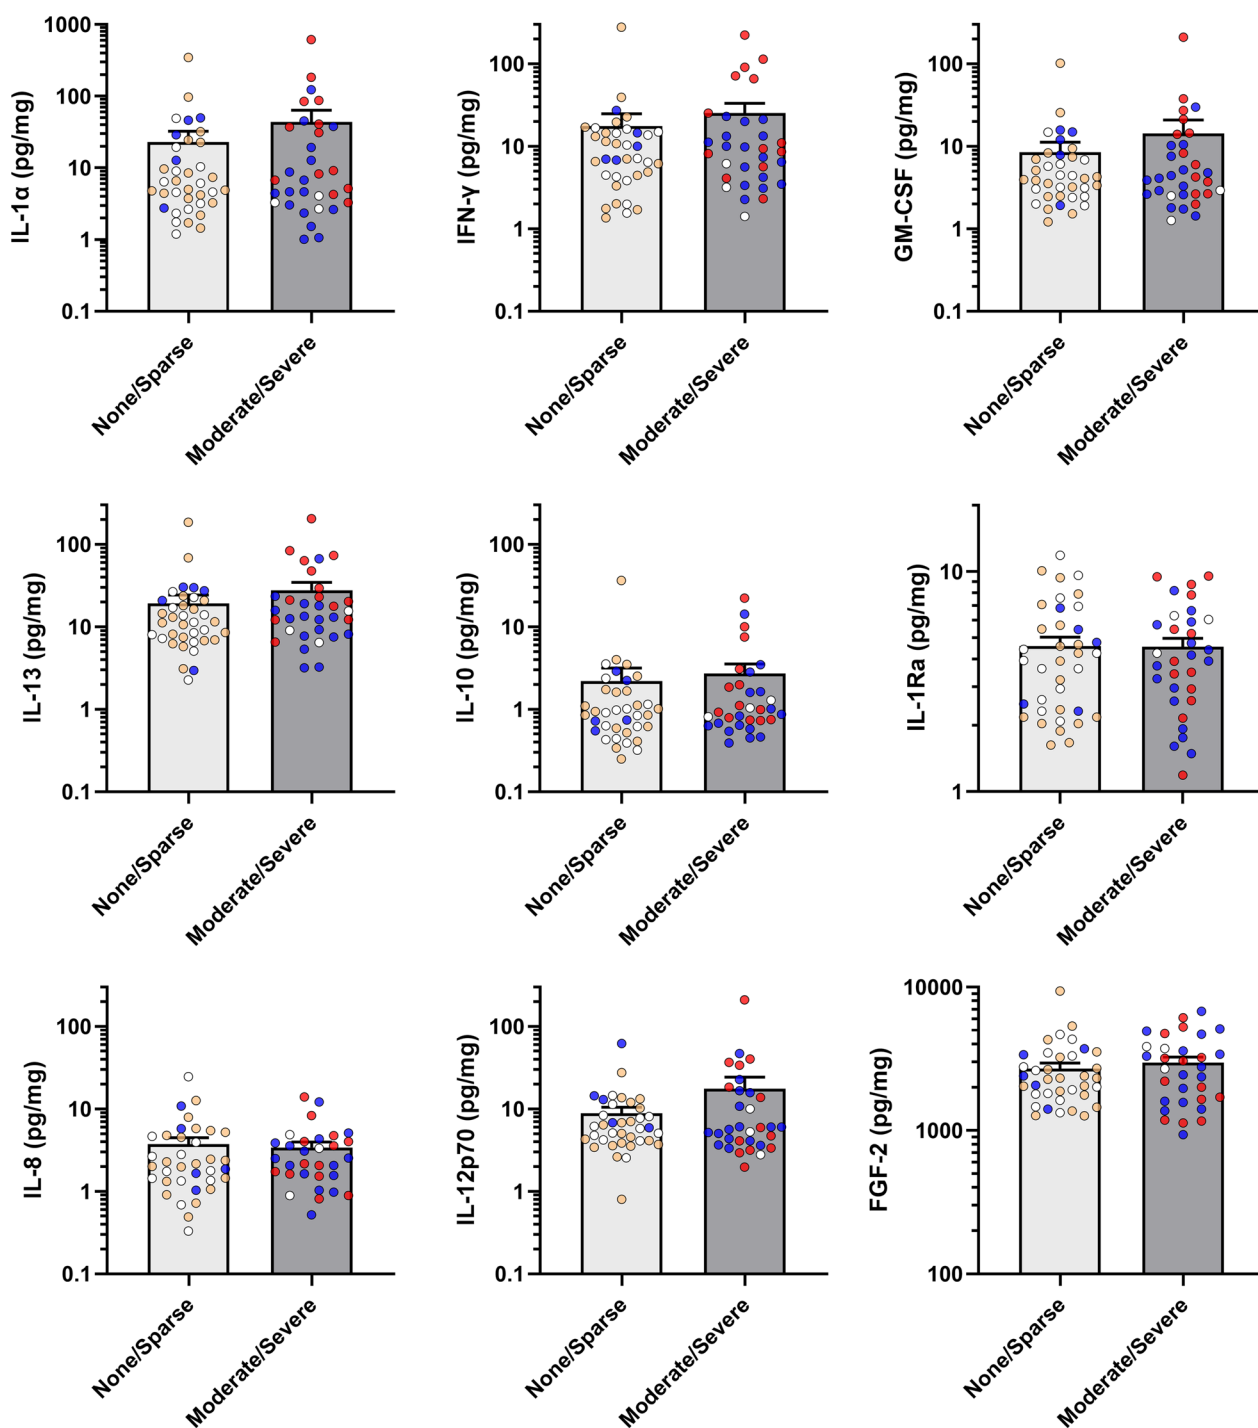 IL-1α (pg/mg)
1000
100
10
1
0.1
None/Sparse
Moderate/Severe
IFN-γ (pg/mg)
100
10
1
0.1
None/Sparse
Moderate/Severe
GM-CSF (pg/mg)
100
10
1
0.1
None/Sparse
Moderate/Severe
IL-13 (pg/mg)
100
10
1
0.1
None/Sparse
Moderate/Severe
IL-10 (pg/mg)
100
10
1
0.1
None/Sparse
Moderate/Severe
IL-1Ra (pg/mg)
10
1
None/Sparse
Moderate/Severe
IL-8 (pg/mg)
100
10
1
0.1
None/Sparse
Moderate/Severe
IL-12p70 (pg/mg)
100
10
1
0.1
None/Sparse
Moderate/Severe
FGF-2 (pg/mg)
10000
1000
100
None/Sparse
Moderate/Severe